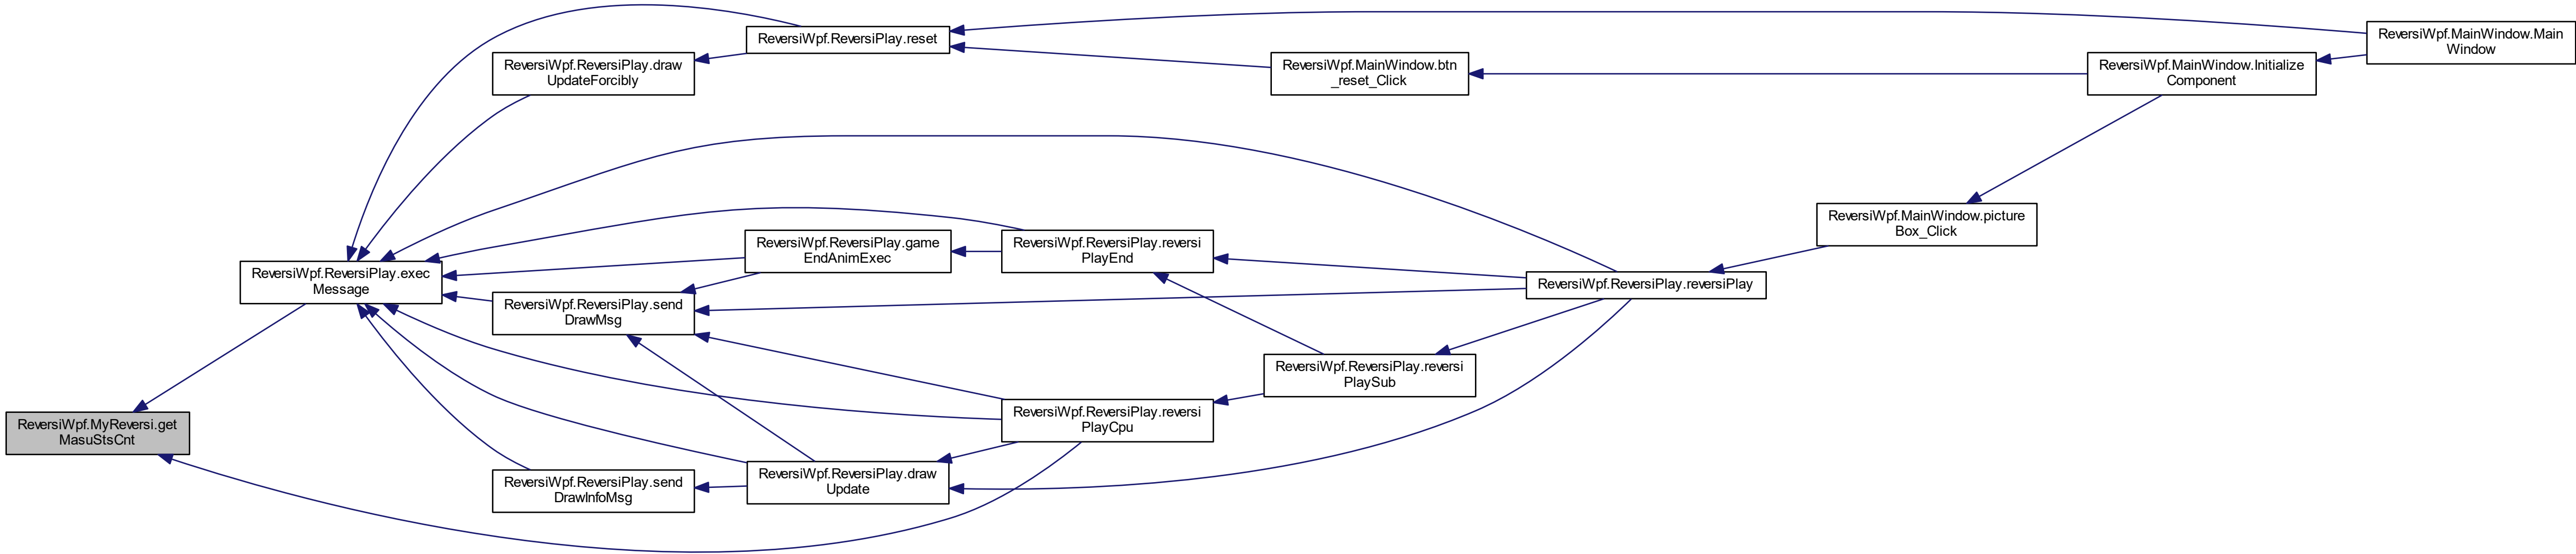 ReversiWpf.MyReversi.get
MasuStsCnt
ReversiWpf.ReversiPlay.exec
Message
ReversiWpf.ReversiPlay.draw
UpdateForcibly
ReversiWpf.ReversiPlay.reset
ReversiWpf.MainWindow.btn
_reset_Click
ReversiWpf.MainWindow.Initialize
Component
ReversiWpf.MainWindow.Main
Window
ReversiWpf.ReversiPlay.game
EndAnimExec
ReversiWpf.ReversiPlay.reversi
PlayEnd
ReversiWpf.MainWindow.picture
Box_Click
ReversiWpf.ReversiPlay.send
DrawMsg
ReversiWpf.ReversiPlay.reversiPlay
ReversiWpf.ReversiPlay.reversi
PlaySub
ReversiWpf.ReversiPlay.reversi
PlayCpu
ReversiWpf.ReversiPlay.send
DrawInfoMsg
ReversiWpf.ReversiPlay.draw
Update